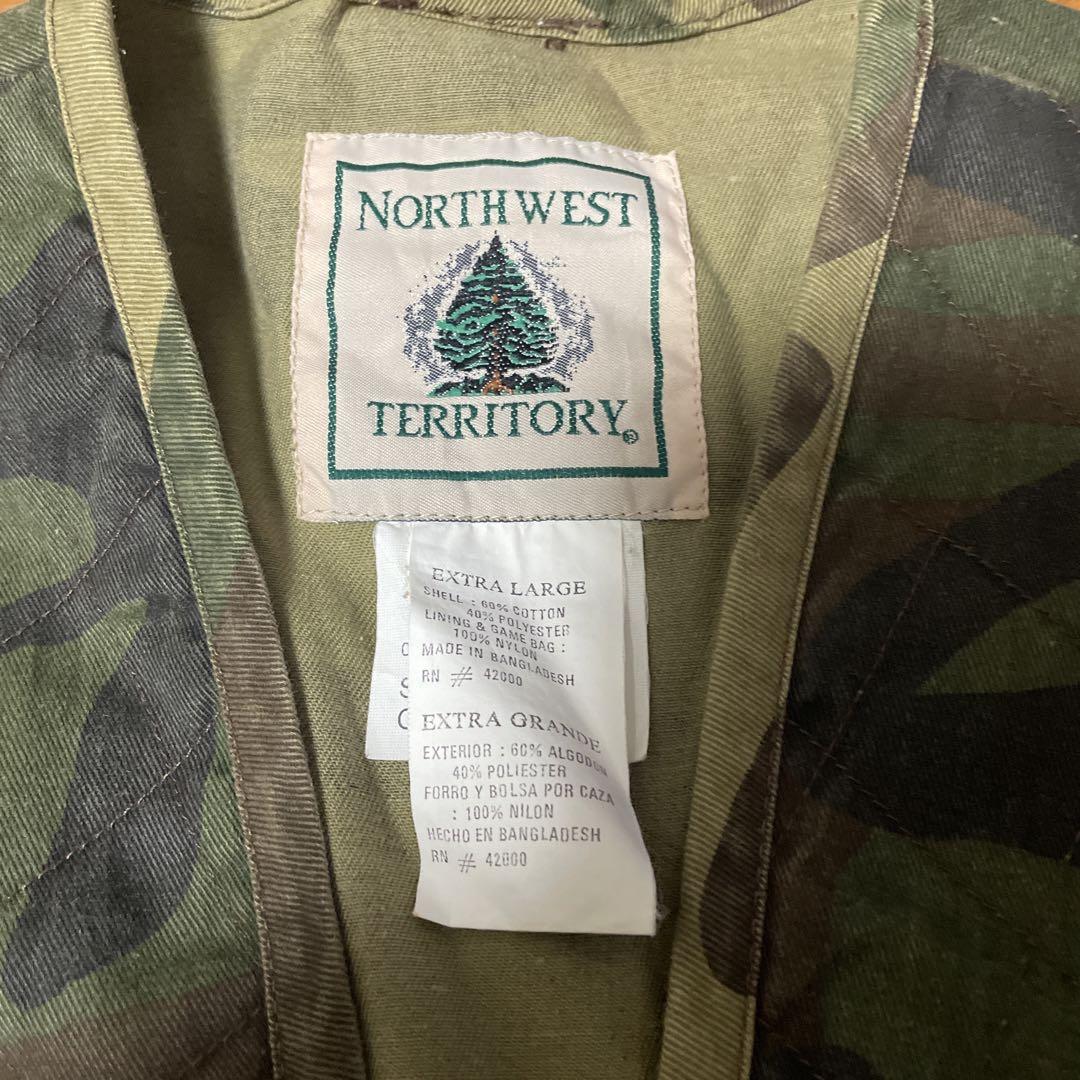 NORTHWEST
TERRITORY®
EXTRA LARGE
SHELL : 60% COTTON
40% POLYESTER
LINING & GAME BAG :
100% NYLON
MADE IN BANGLADESH
RN # 42000
EXTRA GRANDE
EXTERIOR : 60% ALGODON
40% POLIESTER
FORRO Y BOLSA POR CAZA
: 100% NILON
HECHO EN BANGLADESH
RN # 42000